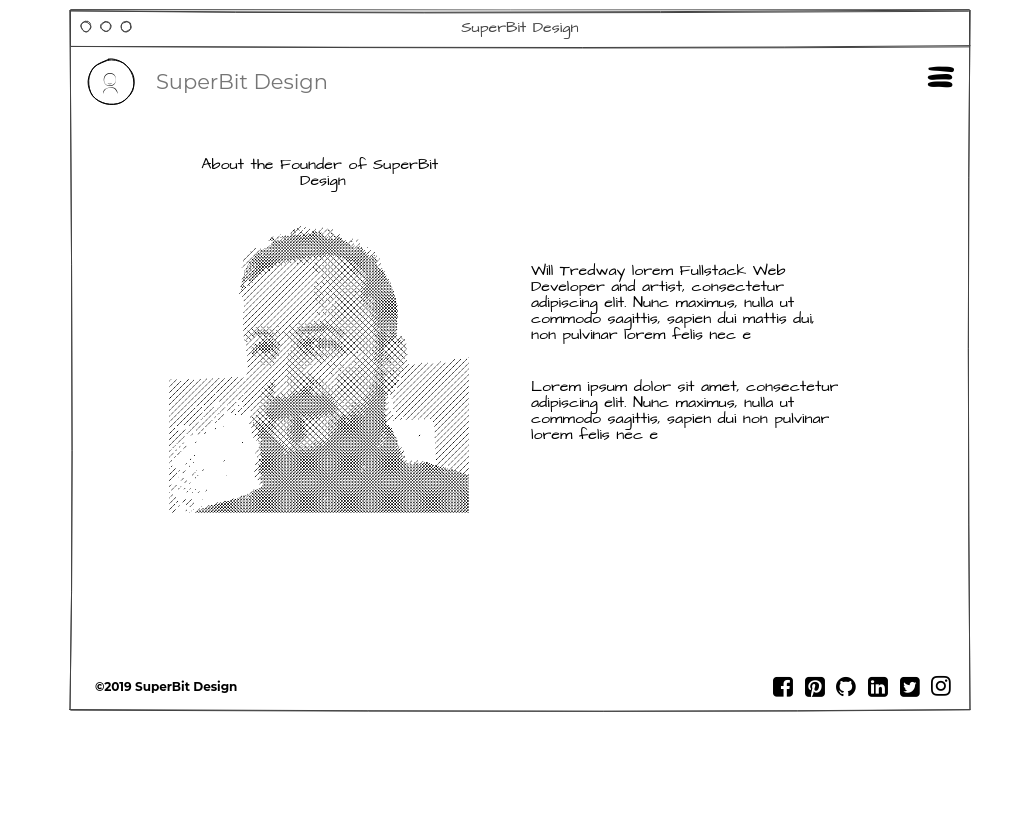 SuperBit Design
SuperBit Design
About the Founder of SuperBit
Design
Will Tredway lorem Fullstack Web
Developer and artist, consectetur
adipiscing elit. Nunc maximus, nulla ut
commodo sagittis, sapien dui mattis dui,
non pulvinar lorem felis nec e
Lorem ipsum dolor sit amet, consectetur
adipiscing elit. Nunc maximus, nulla ut
commodo sagittis, sapien dui non pulvinar
lorem felis nec e
©2019 SuperBit Design